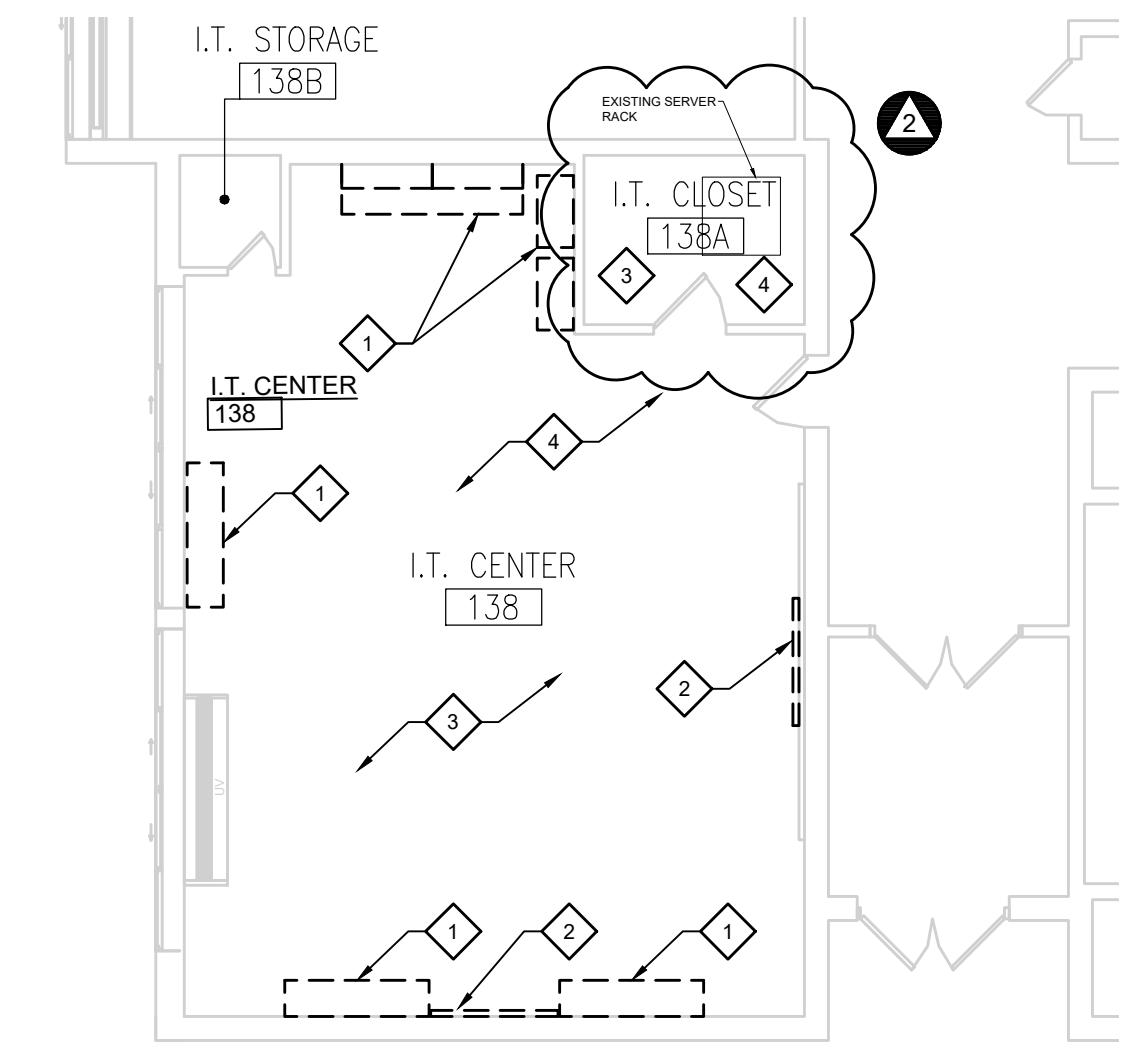 I.T. STORAGE
138B
EXISTING SERVER
RACK
2
I.T. CLOSET
138A
3
4
1
I.T. CENTER
138
4
1
I.T. CENTER
138
2
3
UV
1
2
1